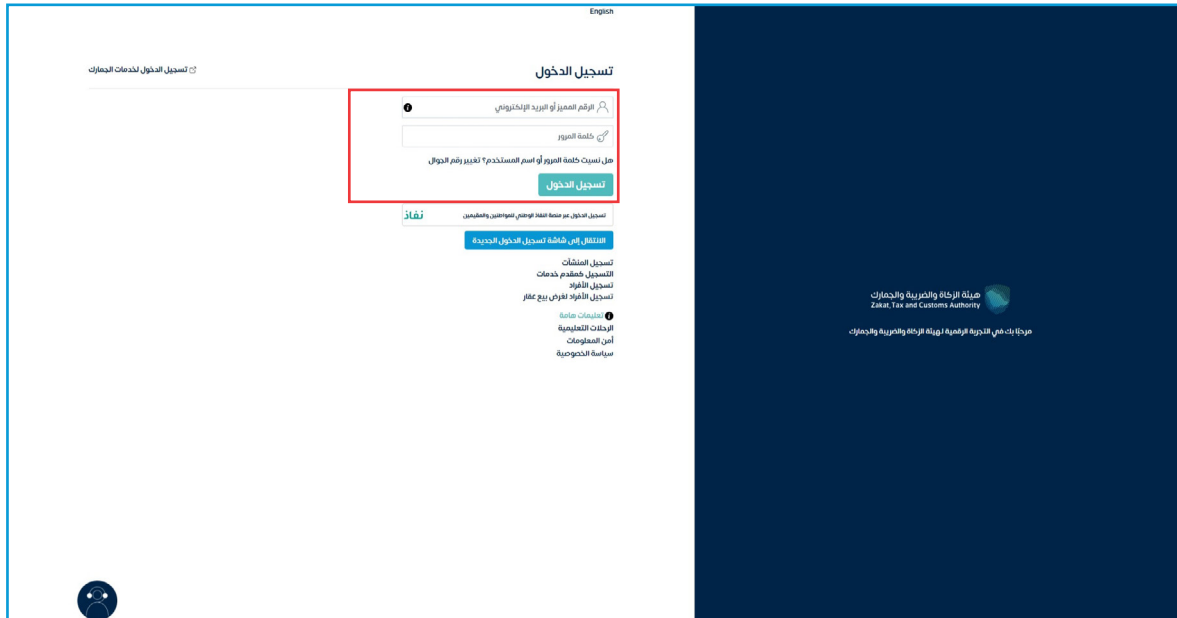 English
تسجيل الدخول
تسجيل الدخول لخدمات الجمارك
الرقم المميز أو البريد الإلكتروني
كلمة المرور
هل نسيت كلمة المرور أو اسم المستخدم؟ تغيير رقم الجوال
تسجيل الدخول
تسجيل الدخول عبر منصة النفاذ الوطني للمواطنين والمقيمين نفاذ
الانتقال إلى شاشة تسجيل الدخول الجديدة
تسجيل المنشآت
التسجيل كمقدم خدمات
تسجيل الأفراد
تسجيل الأفراد لغرض بيع عقار
تعليمات هامة
الرحلات التعليمية
أمن المعلومات
سياسة الخصوصية
هيئة الزكاة والضريبة والجمارك
Zakat, Tax and Customs Authority
مرحبًا بك في التجربة الرقمية لهيئة الزكاة والضريبة والجمارك